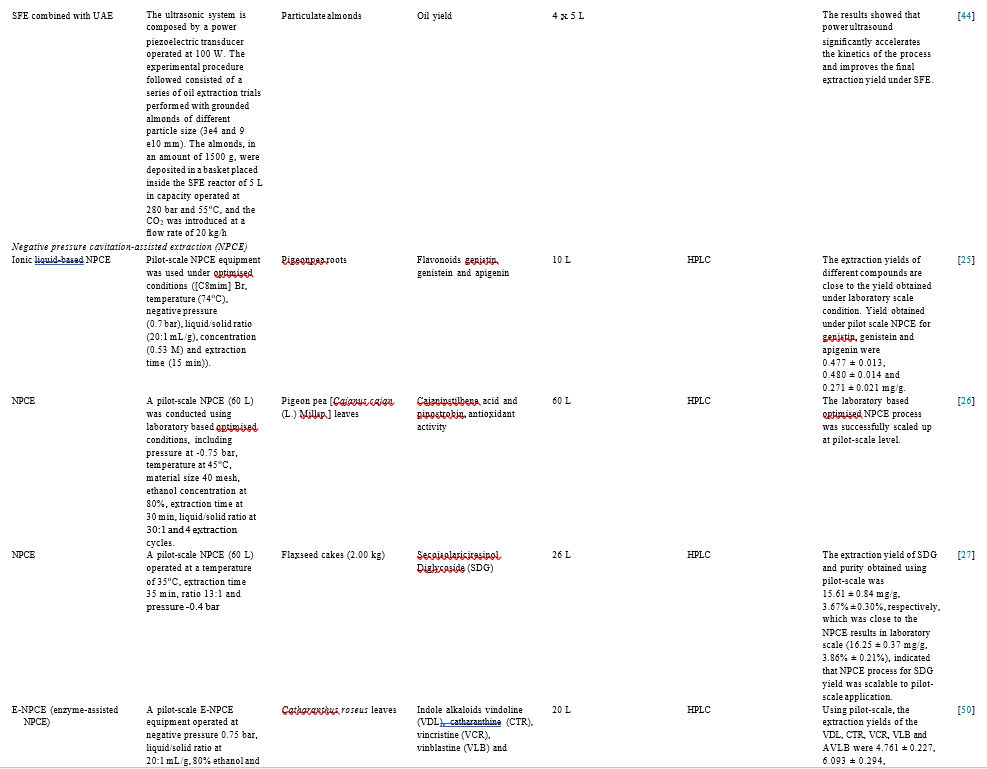 SFE combined with UAE
The ultrasonic system is
composed by a power
piezoelectric transducer
operated at 100 W. The
experimental procedure
followed consisted of a
series of oil extraction trials
performed with grounded
almonds of different
particle size (3e4 and 9
e10 mm). The almonds, in
an amount of 1500 g, were
deposited in a basket placed
inside the SFE reactor of 5 L
in capacity operated at
280 bar and 55°C, and the
CO₂ was introduced at a
flow rate of 20 kg/h
Particulate almonds
Oil yield
4 x 5 L
The results showed that
power ultrasound
significantly accelerates
the kinetics of the process
and improves the final
extraction yield under SFE.
[44]
Negative pressure cavitation-assisted extraction (NPCE)
Ionic liquid-based NPCE
Pilot-scale NPCE equipment
was used under optimised
conditions ([C8mim] Br,
temperature (74°C),
negative pressure
(0.7 bar), liquid/solid ratio
(20:1 mL/g), concentration
(0.53 M) and extraction
time (15 min)).
Pigeonpea roots
Flavonoids genistin,
genistein and apigenin
10 L
HPLC
The extraction yields of
different compounds are
close to the yield obtained
under laboratory scale
condition. Yield obtained
under pilot scale NPCE for
genistin, genistein and
apigenin were
0.477 ± 0.013,
0.480 ± 0.014 and
0.271 ± 0.021 mg/g.
[25]
NPCE
A pilot-scale NPCE (60 L)
was conducted using
laboratory based optimised
conditions, including
pressure at -0.75 bar,
temperature at 45°C,
material size 40 mesh,
ethanol concentration at
80%, extraction time at
30 min, liquid/solid ratio at
30:1 and 4 extraction
cycles.
Pigeon pea [Cajanus cajan
(L.) Millsp.] leaves
Cajaninstilbene acid and
pinostrobin, antioxidant
activity
60 L
HPLC
The laboratory based
optimised NPCE process
was successfully scaled up
at pilot-scale level.
[26]
NPCE
A pilot-scale NPCE (60 L)
operated at a temperature
of 35°C, extraction time
35 min, ratio 13:1 and
pressure -0.4 bar
Flaxseed cakes (2.00 kg)
Secoisolariciresinol
Diglycoside (SDG)
26 L
HPLC
The extraction yield of SDG
and purity obtained using
pilot-scale was
15.61 ± 0.84 mg/g,
3.67% ± 0.30%, respectively,
which was close to the
NPCE results in laboratory
scale (16.25 ± 0.37 mg/g,
3.86% ± 0.21%), indicated
that NPCE process for SDG
yield was scalable to pilot-
scale application.
[27]
E-NPCE (enzyme-assisted
NPCE)
A pilot-scale E-NPCE
equipment operated at
negative pressure 0.75 bar,
liquid/solid ratio at
20:1 mL/g, 80% ethanol and
Catharanthus roseus leaves
Indole alkaloids vindoline
(VDL), catharanthine (CTR),
vincristine (VCR),
vinblastine (VLB) and
20 L
HPLC
Using pilot-scale, the
extraction yields of the
VDL, CTR, VCR, VLB and
AVLB were 4.761 ± 0.227,
6.093 ± 0.294,
[50]